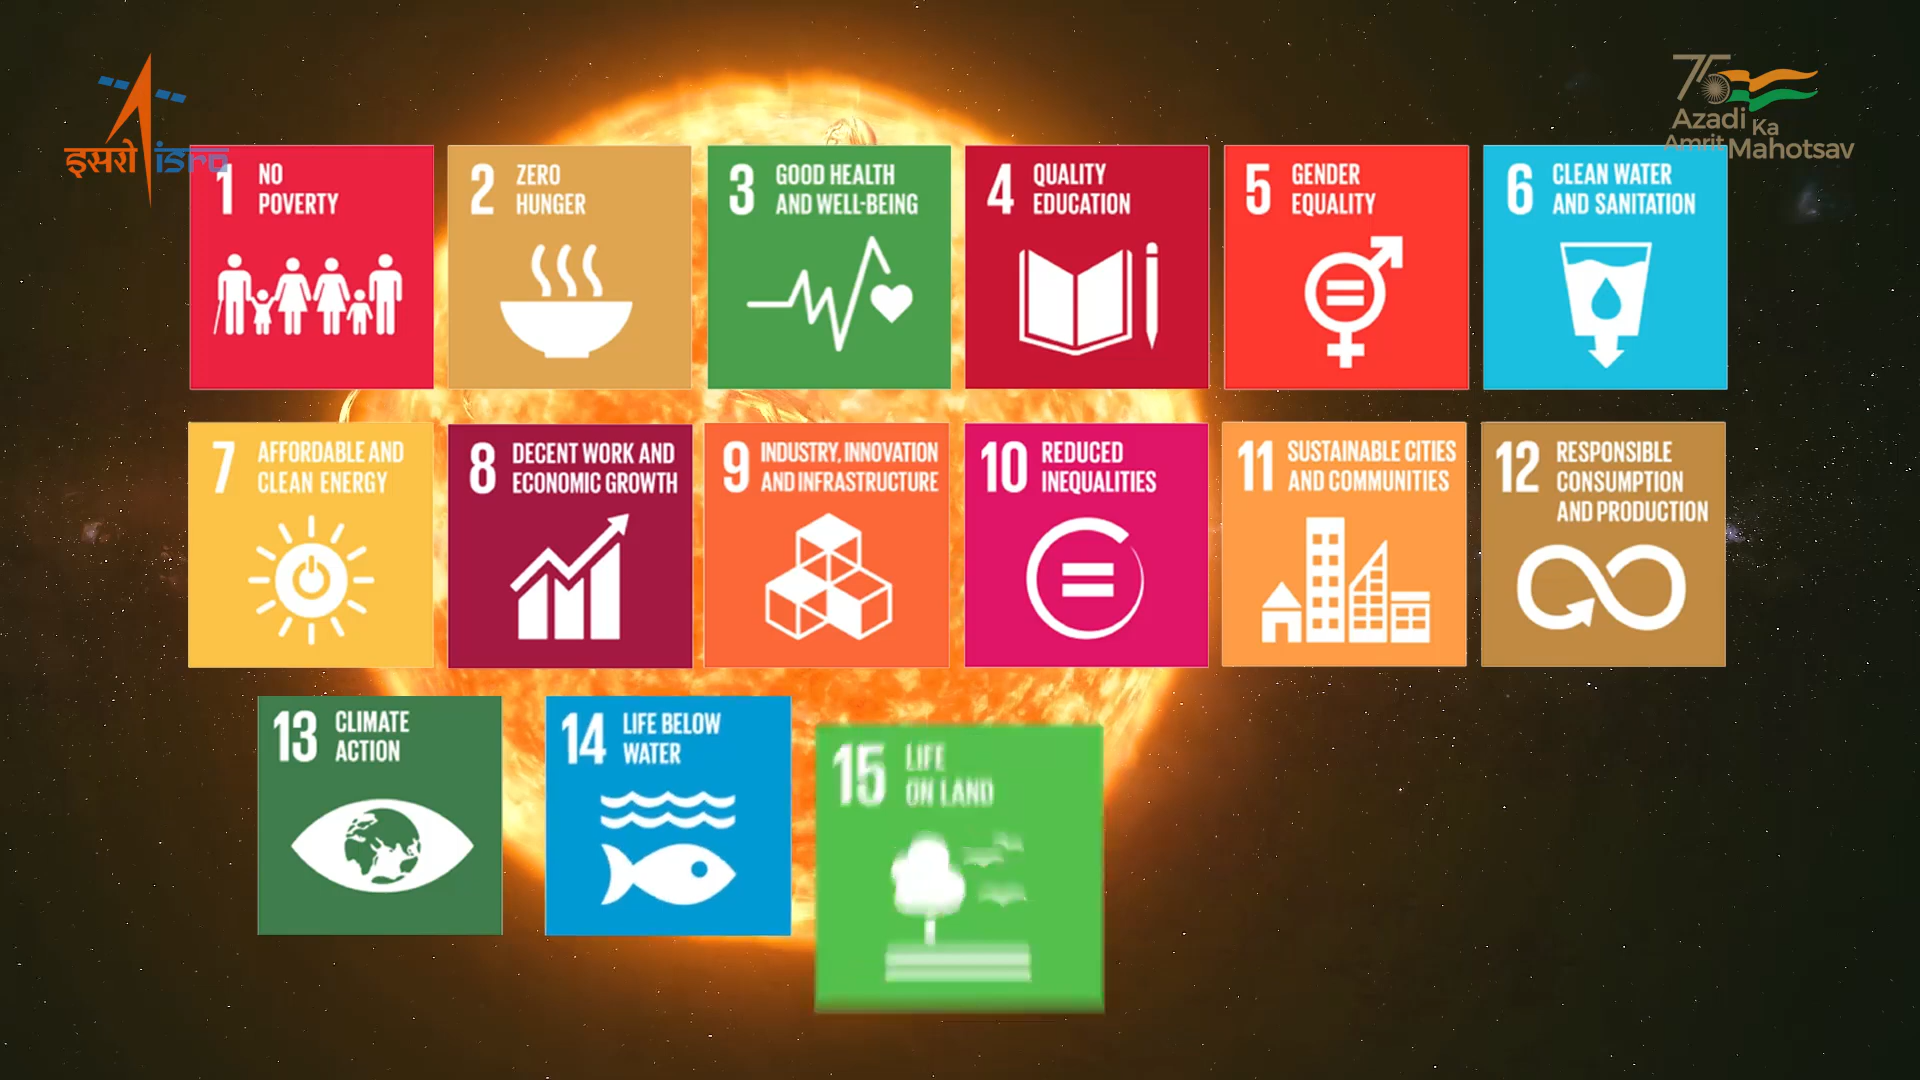 इसरो isro
75
Azadi Ka
Amrit Mahotsav
1 NO
POVERTY
2 ZERO
HUNGER
3 GOOD HEALTH
AND WELL-BEING
4 QUALITY
EDUCATION
5 GENDER
EQUALITY
6 CLEAN WATER
AND SANITATION
7 AFFORDABLE AND
CLEAN ENERGY
8 DECENT WORK AND
ECONOMIC GROWTH
9 INDUSTRY, INNOVATION
AND INFRASTRUCTURE
10 REDUCED
INEQUALITIES
11 SUSTAINABLE CITIES
AND COMMUNITIES
12 RESPONSIBLE
CONSUMPTION
AND PRODUCTION
13 CLIMATE
ACTION
14 LIFE BELOW
WATER
15 LIFE
ON LAND